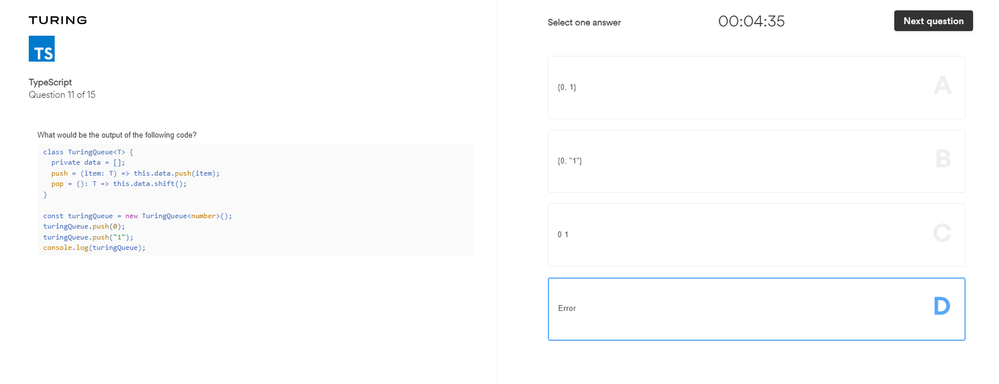 TURING
TS
TypeScript
Question 11 of 15
What would be the output of the following code?
class TuringQueue<T> {
  private data = [];
  push = (item: T) => this.data.push(item);
  pop = (): T => this.data.shift();
}
const turingQueue = new TuringQueue<number>();
turingQueue.push(0);
turingQueue.push("1");
console.log(turingQueue);
Select one answer
00:04:35
Next question
{0, 1}
A
{0, "1"}
B
0 1
C
Error
D